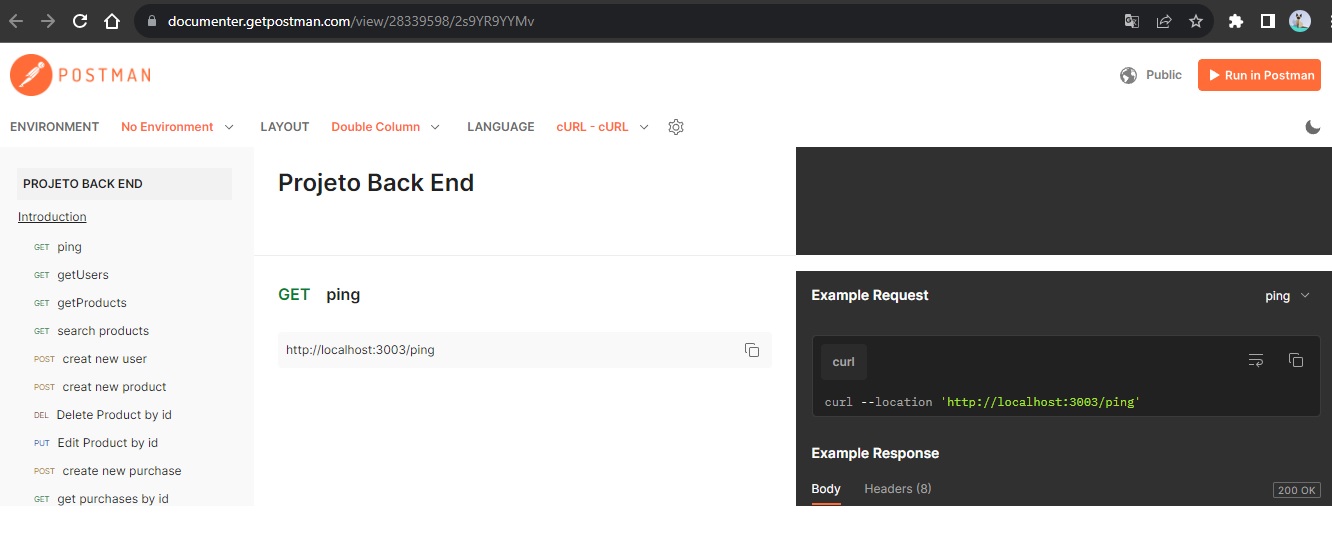 documenter.getpostman.com/view/28339598/2s9YR9YYMv
POSTMAN
Public
Run in Postman
ENVIRONMENT No Environment LAYOUT Double Column LANGUAGE cURL - cURL
PROJETO BACK END
Introduction
GET ping
GET getUsers
GET getProducts
GET search products
POST creat new user
POST creat new product
DEL Delete Product by id
PUT Edit Product by id
POST create new purchase
GET get purchases by id
Projeto Back End
GET ping
http://localhost:3003/ping
Example Request ping
curl
curl --location 'http://localhost:3003/ping'
Example Response
Body Headers (8) 200 OK